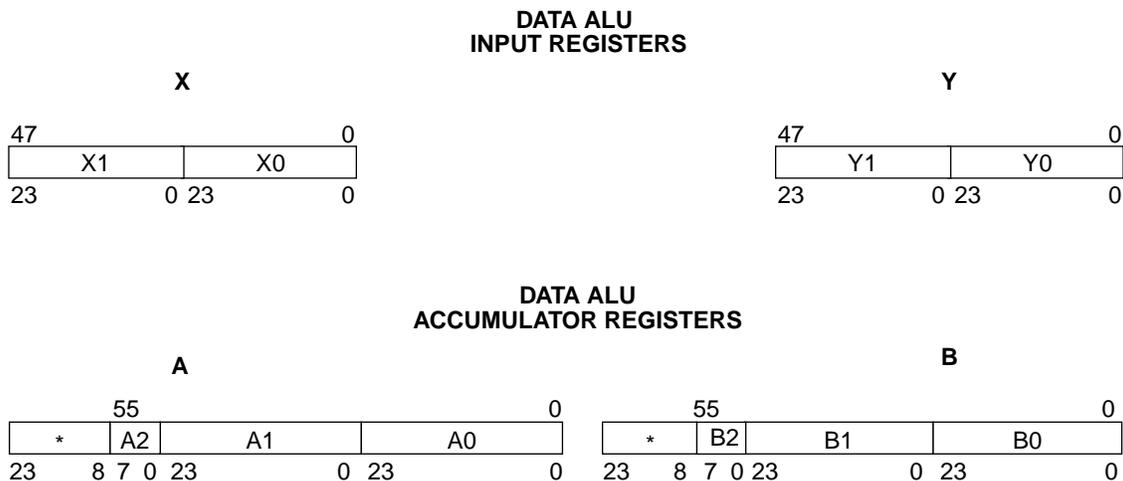 DATA ALU
INPUT REGISTERS
X Y
47 0 47 0
X1 X0 Y1 Y0
23 0 23 0 23 0 23 0
DATA ALU
ACCUMULATOR REGISTERS
A B
55 0 55 0
* A2 A1 A0 * B2 B1 B0
23 8 7 0 23 0 23 0 23 8 7 0 23 0 23 0